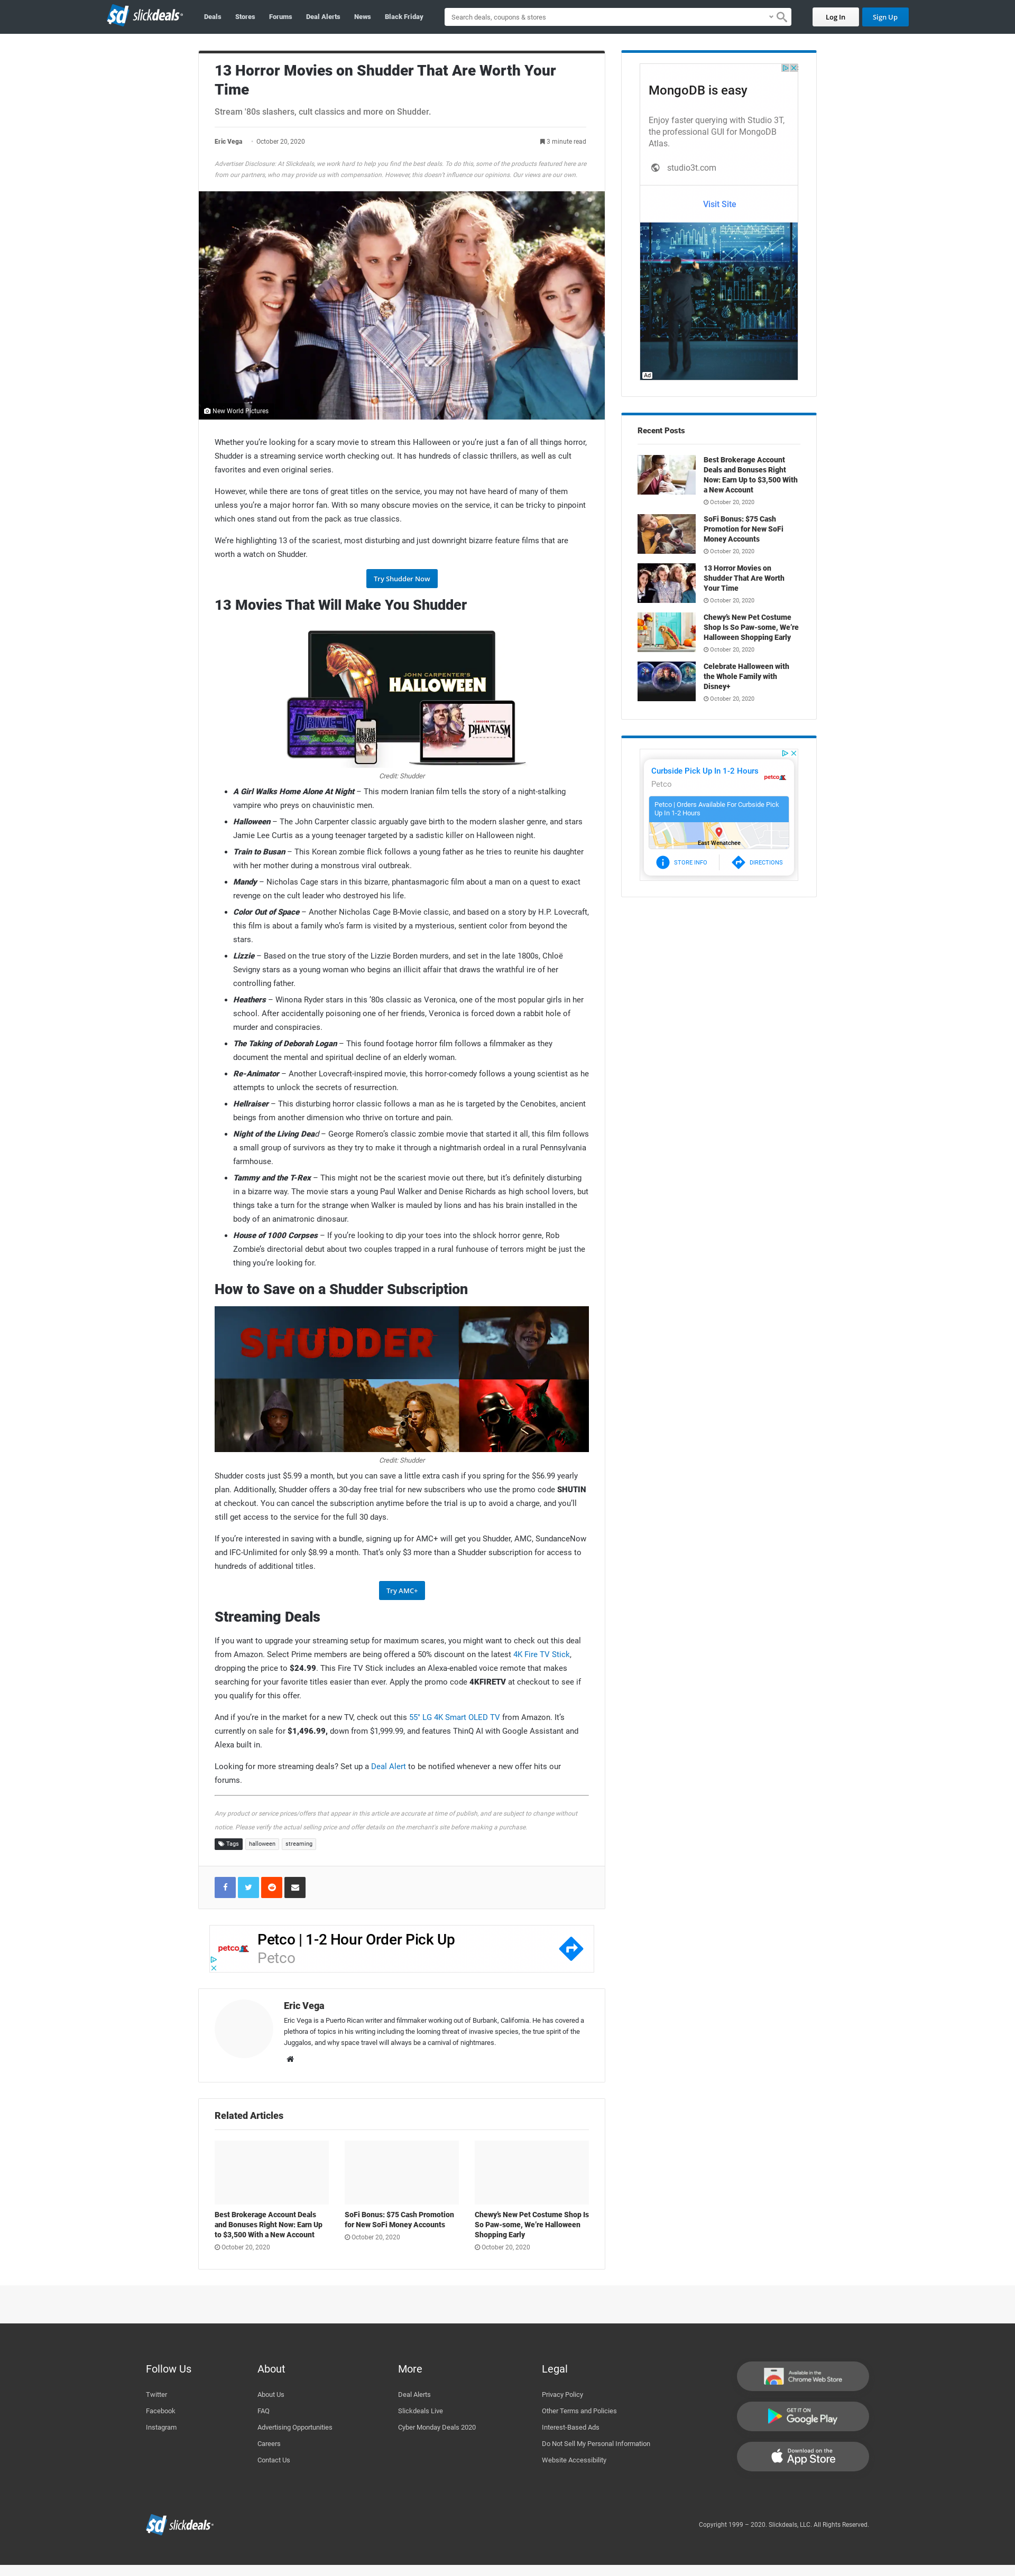 sd slickdeals
Deals
Stores
Forums
Deal Alerts
News
Black Friday
Search deals, coupons & stores
Log In
Sign Up
13 Horror Movies on Shudder That Are Worth Your
Time
Stream '80s slashers, cult classics and more on Shudder.
Eric Vega · October 20, 2020
3 minute read
Advertiser Disclosure: At Slickdeals, we work hard to help you find the best deals. To do this, some of the products featured here are
from our partners, who may provide us with compensation. However, this doesn't influence our opinions. Our views are our own.
New World Pictures
Whether you're looking for a scary movie to stream this Halloween or you're just a fan of all things horror,
Shudder is a streaming service worth checking out. It has hundreds of classic thrillers, as well as cult
favorites and even original series.
However, while there are tons of great titles on the service, you may not have heard of many of them
unless you're a major horror fan. With so many obscure movies on the service, it can be tricky to pinpoint
which ones stand out from the pack as true classics.
We're highlighting 13 of the scariest, most disturbing and just downright bizarre feature films that are
worth a watch on Shudder.
Try Shudder Now
13 Movies That Will Make You Shudder
JOHN CARPENTER'S
HALLOWEEN
PHANTASM
Credit: Shudder
• A Girl Walks Home Alone At Night – This modern Iranian film tells the story of a night-stalking
vampire who preys on chauvinistic men.
• Halloween – The John Carpenter classic arguably gave birth to the modern slasher genre, and stars
Jamie Lee Curtis as a young teenager targeted by a sadistic killer on Halloween night.
• Train to Busan – This Korean zombie flick follows a young father as he tries to reunite his daughter
with her mother during a monstrous viral outbreak.
• Mandy – Nicholas Cage stars in this bizarre, phantasmagoric film about a man on a quest to exact
revenge on the cult leader who destroyed his life.
• Color Out of Space – Another Nicholas Cage B-Movie classic, and based on a story by H.P. Lovecraft,
this film is about a family who's farm is visited by a mysterious, sentient color from beyond the
stars.
• Lizzie – Based on the true story of the Lizzie Borden murders, and set in the late 1800s, Chloë
Sevigny stars as a young woman who begins an illicit affair that draws the wrathful ire of her
controlling father.
• Heathers – Winona Ryder stars in this '80s classic as Veronica, one of the most popular girls in her
school. After accidentally poisoning one of her friends, Veronica is forced down a rabbit hole of
murder and conspiracies.
• The Taking of Deborah Logan – This found footage horror film follows a filmmaker as they
document the mental and spiritual decline of an elderly woman.
• Re-Animator – Another Lovecraft-inspired movie, this horror-comedy follows a young scientist as he
attempts to unlock the secrets of resurrection.
• Hellraiser – This disturbing horror classic follows a man as he is targeted by the Cenobites, ancient
beings from another dimension who thrive on torture and pain.
• Night of the Living Dead – George Romero's classic zombie movie that started it all, this film follows
a small group of survivors as they try to make it through a nightmarish ordeal in a rural Pennsylvania
farmhouse.
• Tammy and the T-Rex – This might not be the scariest movie out there, but it's definitely disturbing
in a bizarre way. The movie stars a young Paul Walker and Denise Richards as high school lovers, but
things take a turn for the strange when Walker is mauled by lions and has his brain installed in the
body of an animatronic dinosaur.
• House of 1000 Corpses – If you're looking to dip your toes into the shlock horror genre, Rob
Zombie's directorial debut about two couples trapped in a rural funhouse of terrors might be just the
thing you're looking for.
How to Save on a Shudder Subscription
SHUDDER
Credit: Shudder
Shudder costs just $5.99 a month, but you can save a little extra cash if you spring for the $56.99 yearly
plan. Additionally, Shudder offers a 30-day free trial for new subscribers who use the promo code SHUTIN
at checkout. You can cancel the subscription anytime before the trial is up to avoid a charge, and you'll
still get access to the service for the full 30 days.
If you're interested in saving with a bundle, signing up for AMC+ will get you Shudder, AMC, SundanceNow
and IFC-Unlimited for only $8.99 a month. That's only $3 more than a Shudder subscription for access to
hundreds of additional titles.
Try AMC+
Streaming Deals
If you want to upgrade your streaming setup for maximum scares, you might want to check out this deal
from Amazon. Select Prime members are being offered a 50% discount on the latest 4K Fire TV Stick,
dropping the price to $24.99. This Fire TV Stick includes an Alexa-enabled voice remote that makes
searching for your favorite titles easier than ever. Apply the promo code 4KFIRETV at checkout to see if
you qualify for this offer.
And if you're in the market for a new TV, check out this 55" LG 4K Smart OLED TV from Amazon. It's
currently on sale for $1,496.99, down from $1,999.99, and features ThinQ AI with Google Assistant and
Alexa built in.
Looking for more streaming deals? Set up a Deal Alert to be notified whenever a new offer hits our
forums.
Any product or service prices/offers that appear in this article are accurate at time of publish, and are subject to change without
notice. Please verify the actual selling price and offer details on the merchant's site before making a purchase.
Tags
halloween
streaming
Petco | 1-2 Hour Order Pick Up
Petco
petco
Eric Vega
Eric Vega is a Puerto Rican writer and filmmaker working out of Burbank, California. He has covered a
plethora of topics in his writing including the looming threat of invasive species, the true spirit of the
Juggalos, and why space travel will always be a carnival of nightmares.
Related Articles
Best Brokerage Account Deals
and Bonuses Right Now: Earn Up
to $3,500 With a New Account
October 20, 2020
SoFi Bonus: $75 Cash Promotion
for New SoFi Money Accounts
October 20, 2020
Chewy's New Pet Costume Shop Is
So Paw-some, We're Halloween
Shopping Early
October 20, 2020
MongoDB is easy
Enjoy faster querying with Studio 3T,
the professional GUI for MongoDB
Atlas.
studio3t.com
Visit Site
Ad
Recent Posts
Best Brokerage Account
Deals and Bonuses Right
Now: Earn Up to $3,500 With
a New Account
October 20, 2020
SoFi Bonus: $75 Cash
Promotion for New SoFi
Money Accounts
October 20, 2020
13 Horror Movies on
Shudder That Are Worth
Your Time
October 20, 2020
Chewy's New Pet Costume
Shop Is So Paw-some, We're
Halloween Shopping Early
October 20, 2020
Celebrate Halloween with
the Whole Family with
Disney+
October 20, 2020
Curbside Pick Up In 1-2 Hours
Petco
petco
Petco | Orders Available For Curbside Pick
Up In 1-2 Hours
East Wenatchee
STORE INFO
DIRECTIONS
Follow Us
Twitter
Facebook
Instagram
About
About Us
FAQ
Advertising Opportunities
Careers
Contact Us
More
Deal Alerts
Slickdeals Live
Cyber Monday Deals 2020
Legal
Privacy Policy
Other Terms and Policies
Interest-Based Ads
Do Not Sell My Personal Information
Website Accessibility
Available in the
Chrome Web Store
GET IT ON
Google Play
Download on the
App Store
sd slickdeals
Copyright 1999 – 2020. Slickdeals, LLC. All Rights Reserved.